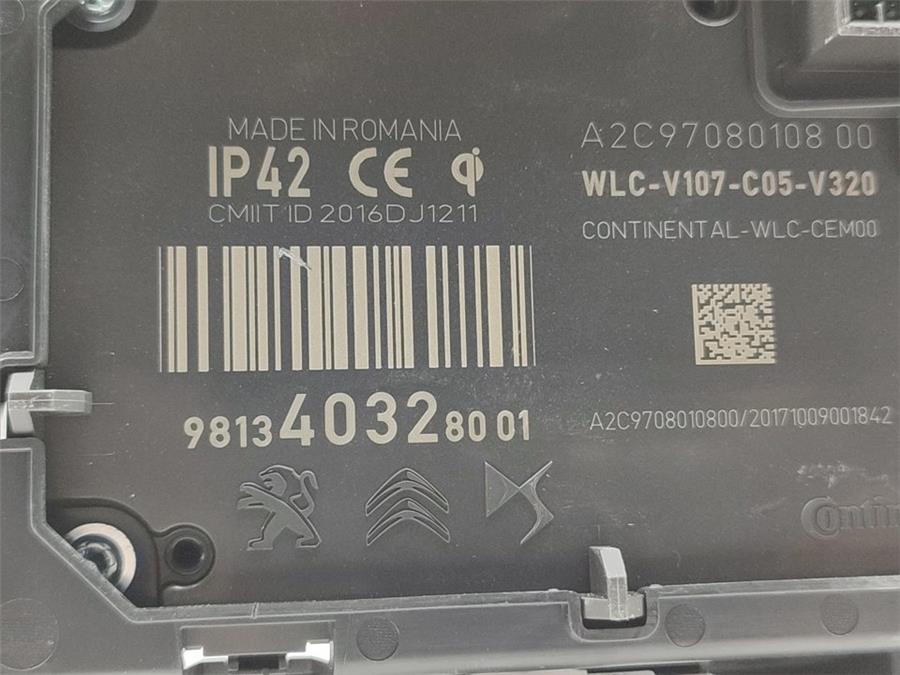 MADE IN ROMANIA
IP42 CE qi
CMIIT ID 2016DJ1211
9813403280 01
A2C97080108 00
WLC-V107-C05-V320
CONTINENTAL-WLC-CEM00
A2C9708010800/20171009001842